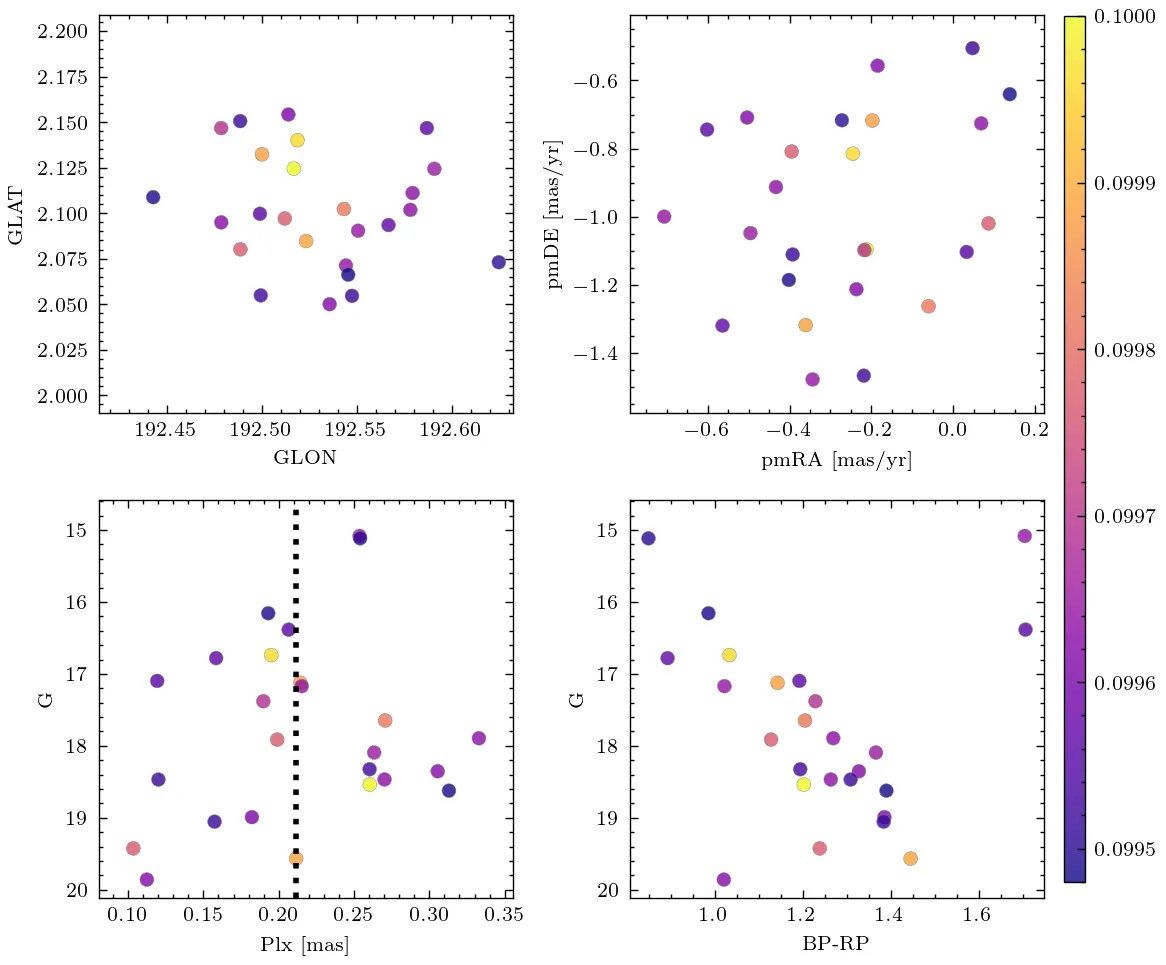 2.200
2.175
2.150
2.125
2.100
2.075
2.050
2.025
2.000
GLAT
192.45 192.50 192.55 192.60
GLON
−0.6
−0.8
−1.0
−1.2
−1.4
pmDE [mas/yr]
−0.6 −0.4 −0.2 0.0 0.2
pmRA [mas/yr]
0.1000
0.0999
0.0998
0.0997
0.0996
0.0995
15
16
17
18
19
20
G
0.10 0.15 0.20 0.25 0.30 0.35
Plx [mas]
15
16
17
18
19
20
G
1.0 1.2 1.4 1.6
BP-RP